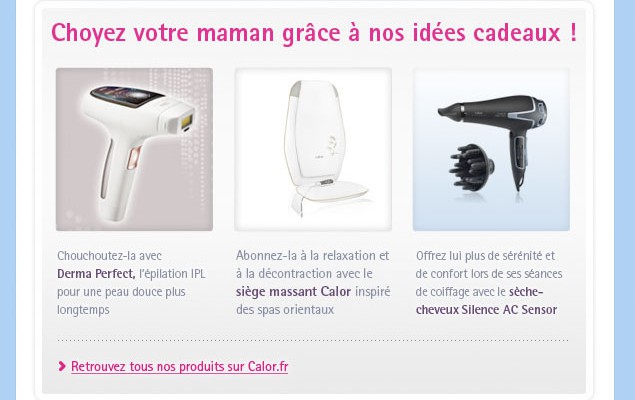 Choyez votre maman grâce à nos idées cadeaux !
Chouchoutez-la avec
Derma Perfect, l'épilation IPL
pour une peau douce plus
longtemps
Abonnez-la à la relaxation et
à la décontraction avec le
siège massant Calor inspiré
des spas orientaux
Offrez lui plus de sérénité et
de confort lors de ses séances
de coiffage avec le sèche-
cheveux Silence AC Sensor
Retrouvez tous nos produits sur Calor.fr